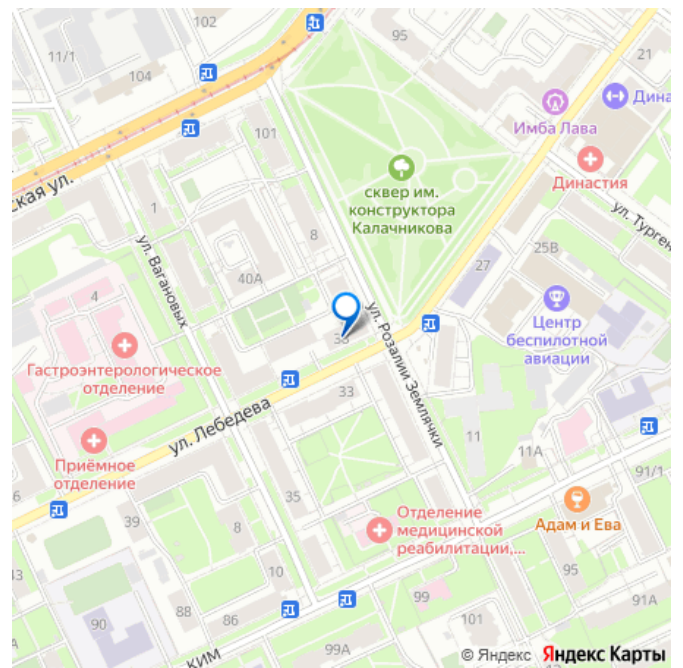 102
95
11/1
104
21
101
Имба Лава
Дина
Династия
сквер им.
конструктора
Калачникова
ская ул.
1
8
ул. Тургене
ул. Вагановых
40А
4
25В
27
Центр
беспилотной
авиации
Гастроэнтерологическое
отделение
ул. Розалии Землячки
33
ул. Лебедева
11
11А
Приёмное
отделение
91/1
6
39
8
35
Адам и Ева
Отделение
медицинской
реабилитации,...
43
10
95
90
88
86
99
101
91А
99А
КИМ
© Яндекс Яндекс Карты